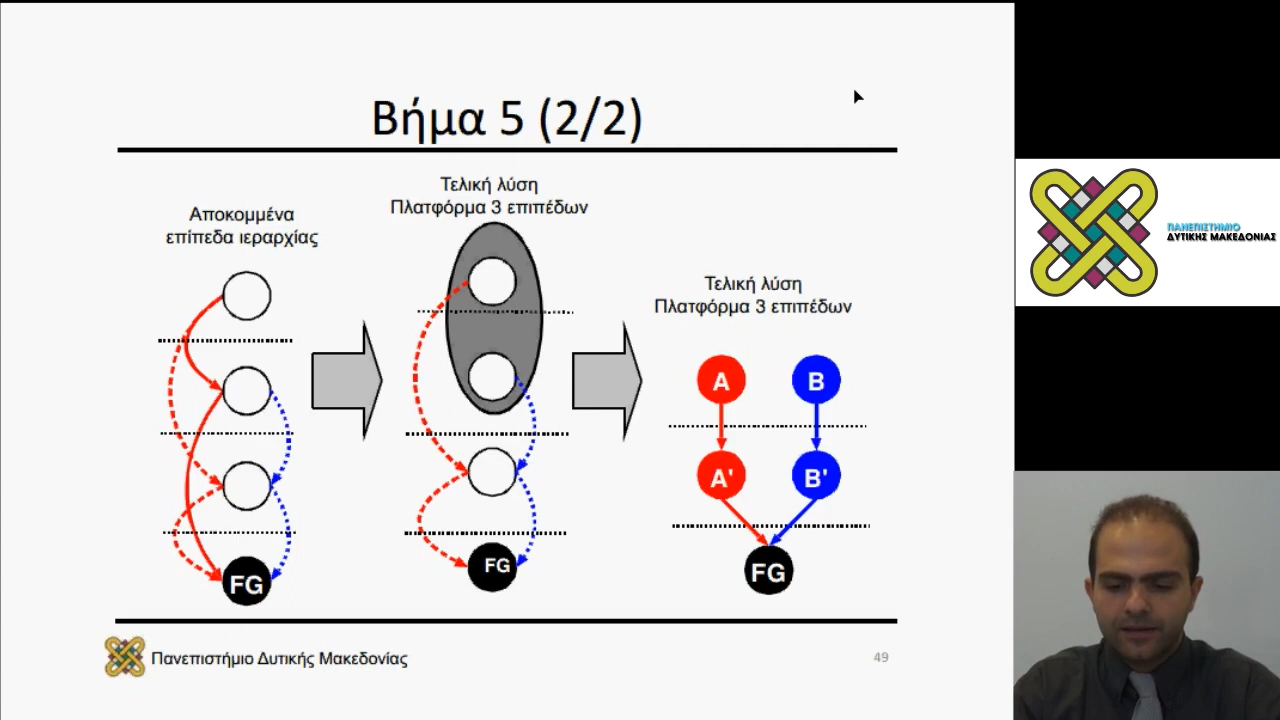 Βήμα 5 (2/2)
Αποκομμένα
επίπεδα ιεραρχίας
FG
Τελική λύση
Πλατφόρμα 3 επιπέδων
FG
Τελική λύση
Πλατφόρμα 3 επιπέδων
A
B
A'
B'
FG
Πανεπιστήμιο Δυτικής Μακεδονίας
49
ΠΑΝΕΠΙΣΤΗΜΙΟ
ΔΥΤΙΚΗΣ ΜΑΚΕΔΟΝΙΑΣ